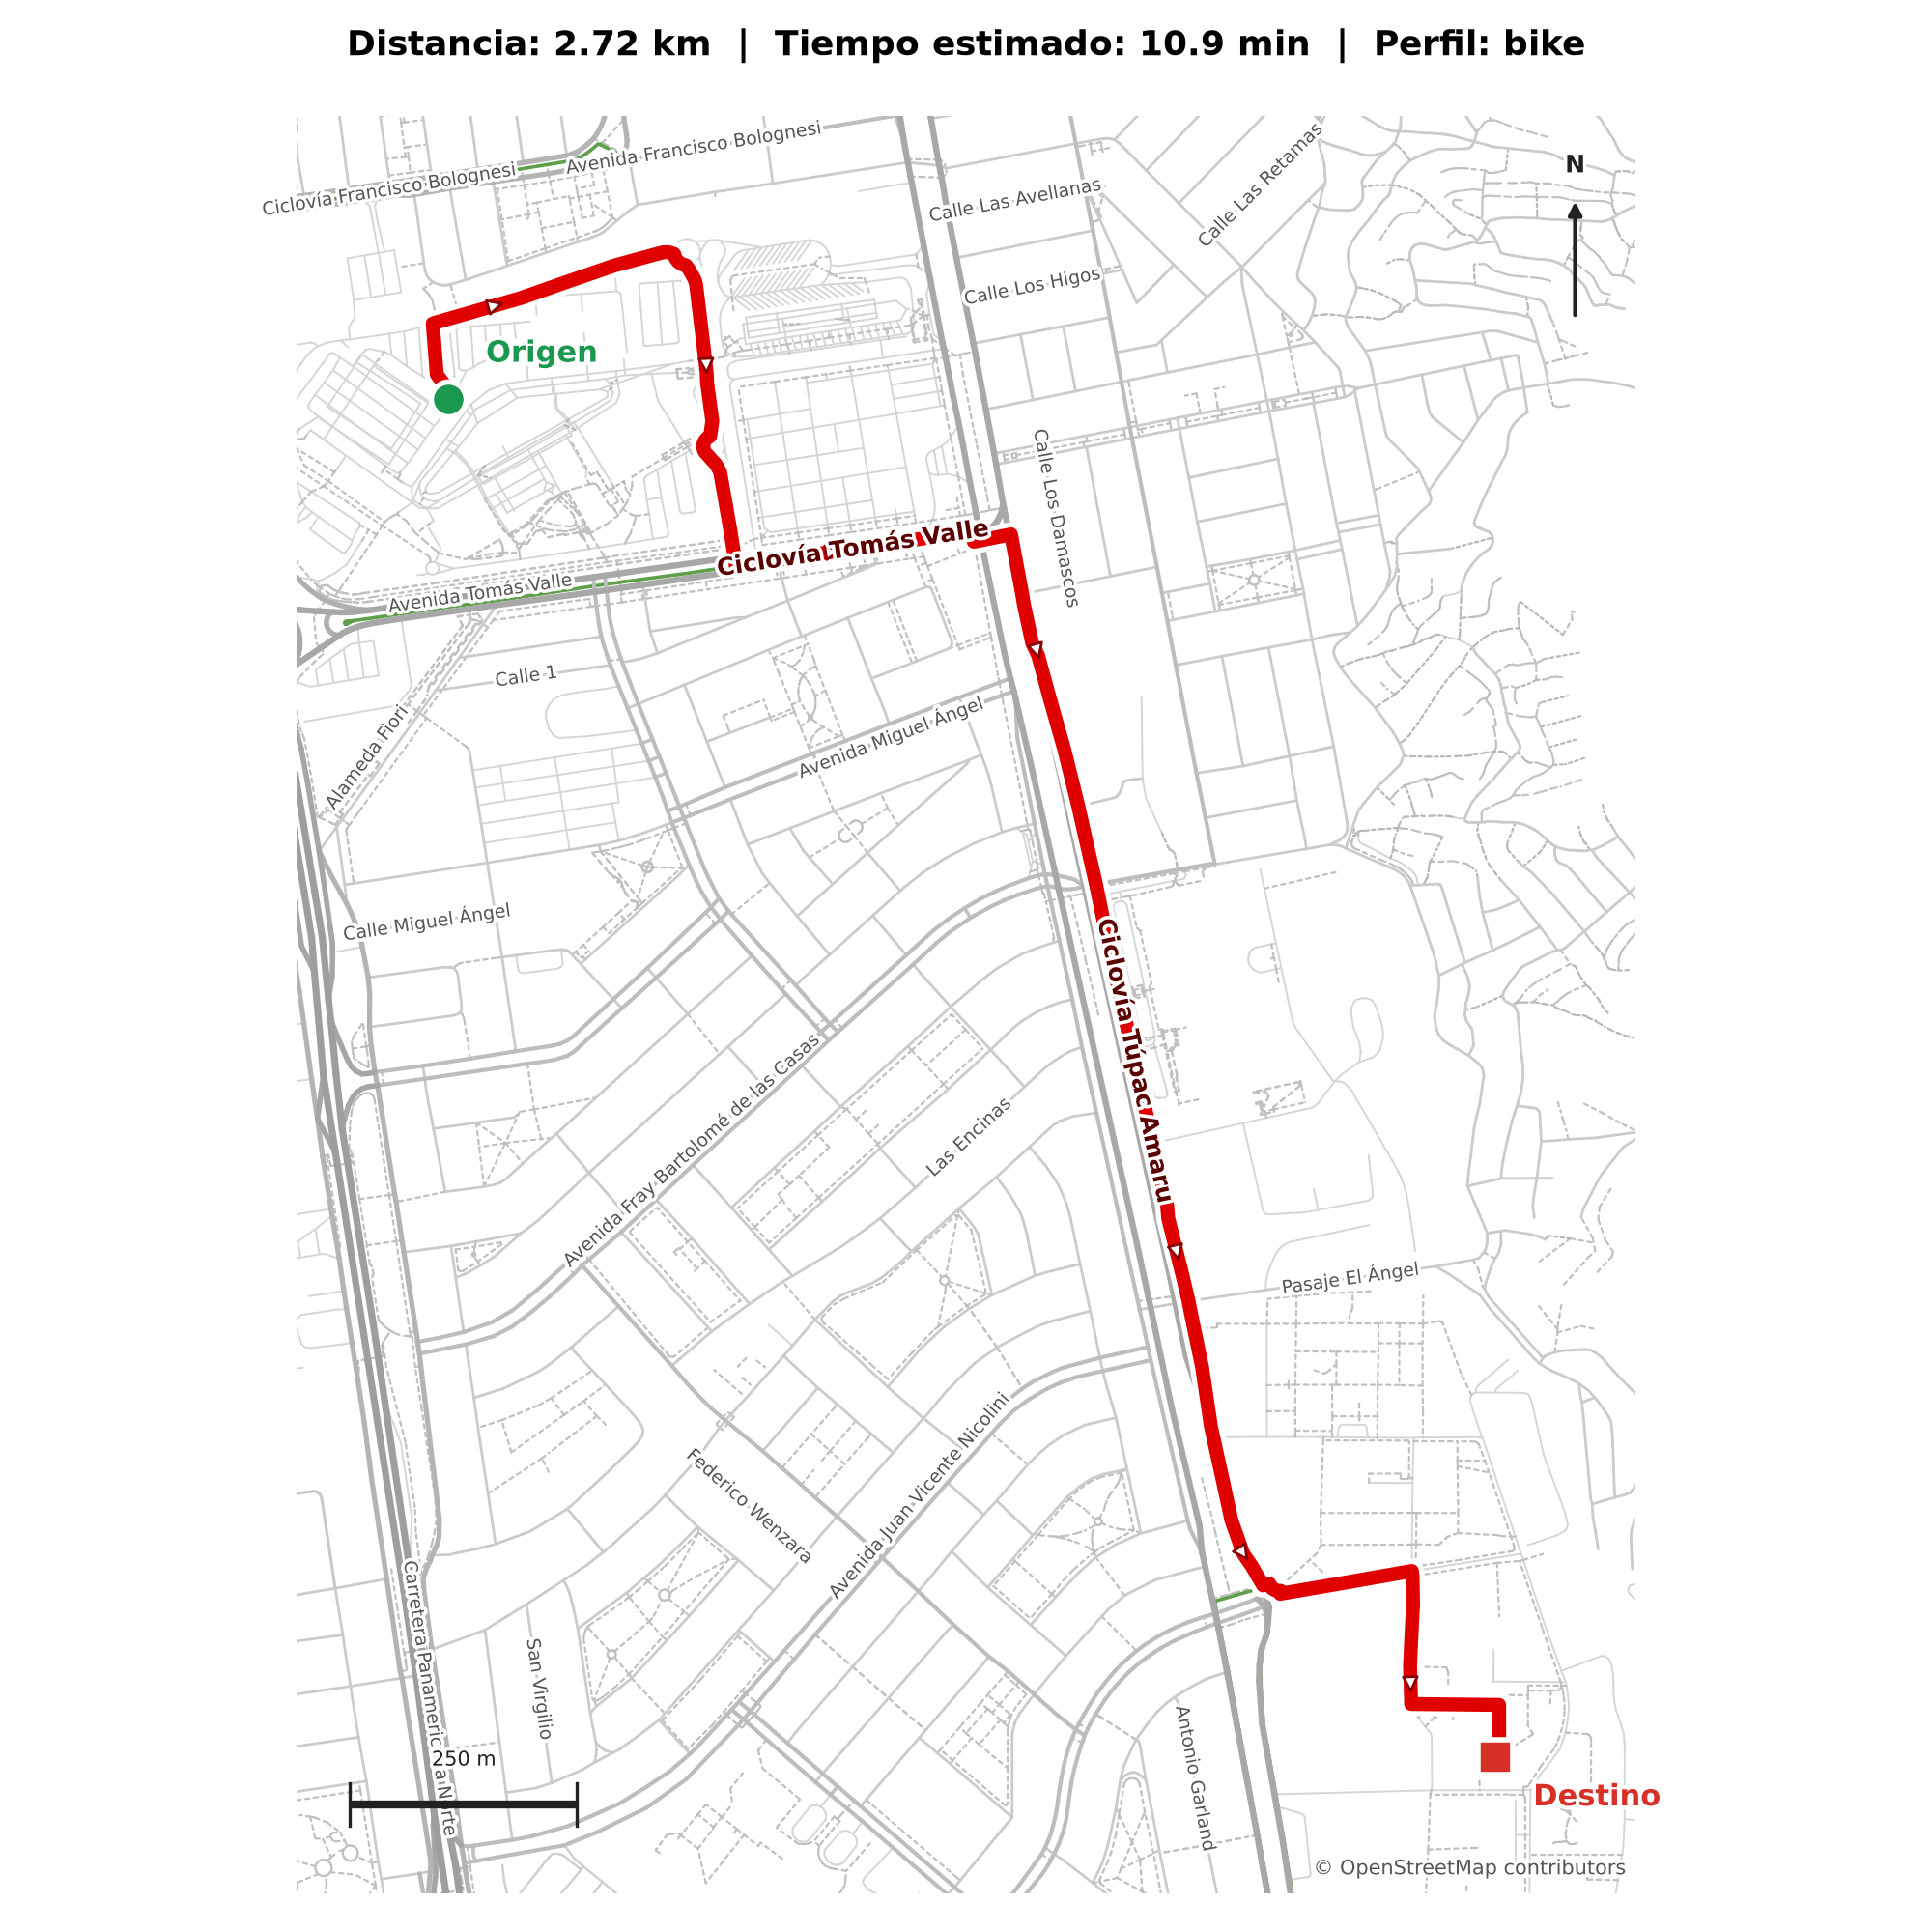 Distancia: 2.72 km | Tiempo estimado: 10.9 min | Perfil: bike
Avenida Francisco Bolognesi
Ciclovía Francisco Bolognesi
Calle Las Retamas
N
Calle Las Avellanas
Calle Los Higos
Origen
Calle Los Damascos
Ciclovía Tomás Valle
Avenida Tomás Valle
Calle 1
Alameda Fiori
Avenida Miguel Ángel
Calle Miguel Ángel
Ciclovía Túpac Amaru
Avenida Fray Bartolomé de las Casas
Las Encinas
Pasaje El Ángel
Federico Wenzara
Avenida Juan Vicente Nicolini
Carretera Panamericana Norte
San Virgilio
Antonio Garland
250 m
Destino
© OpenStreetMap contributors